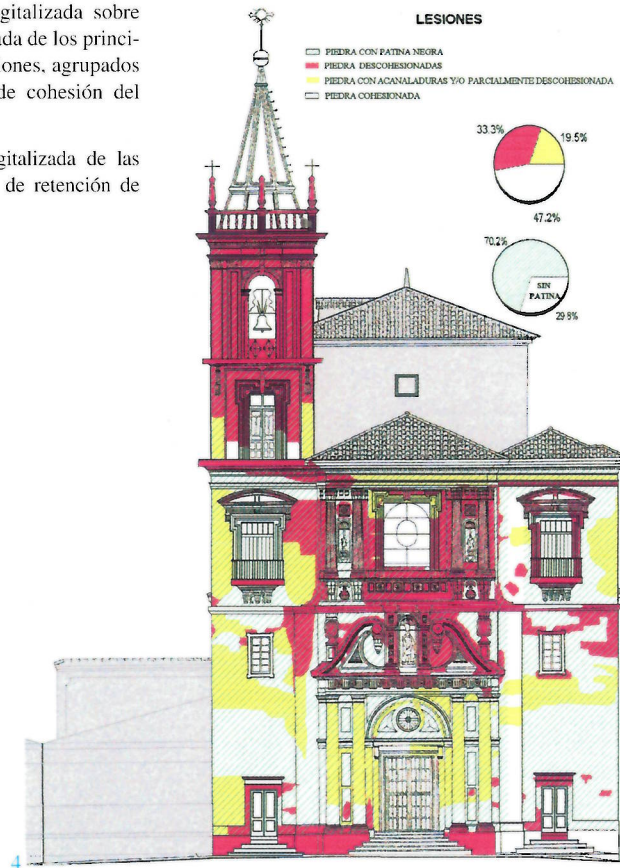 gitalizada sobre
ada de los princi-
iones, agrupados
de cohesión del
gitalizada de las
de retención de
LESIONES
PIEDRA CON PATINA NEGRA
PIEDRA DESCOHESIONADAS
PIEDRA CON ACANALADURAS Y/O PARCIALMENTE DESCOHESIONADA
PIEDRA COHESIONADA
33.3%
19.5%
47.2%
70.2%
SIN
PATINA
29.8%
4